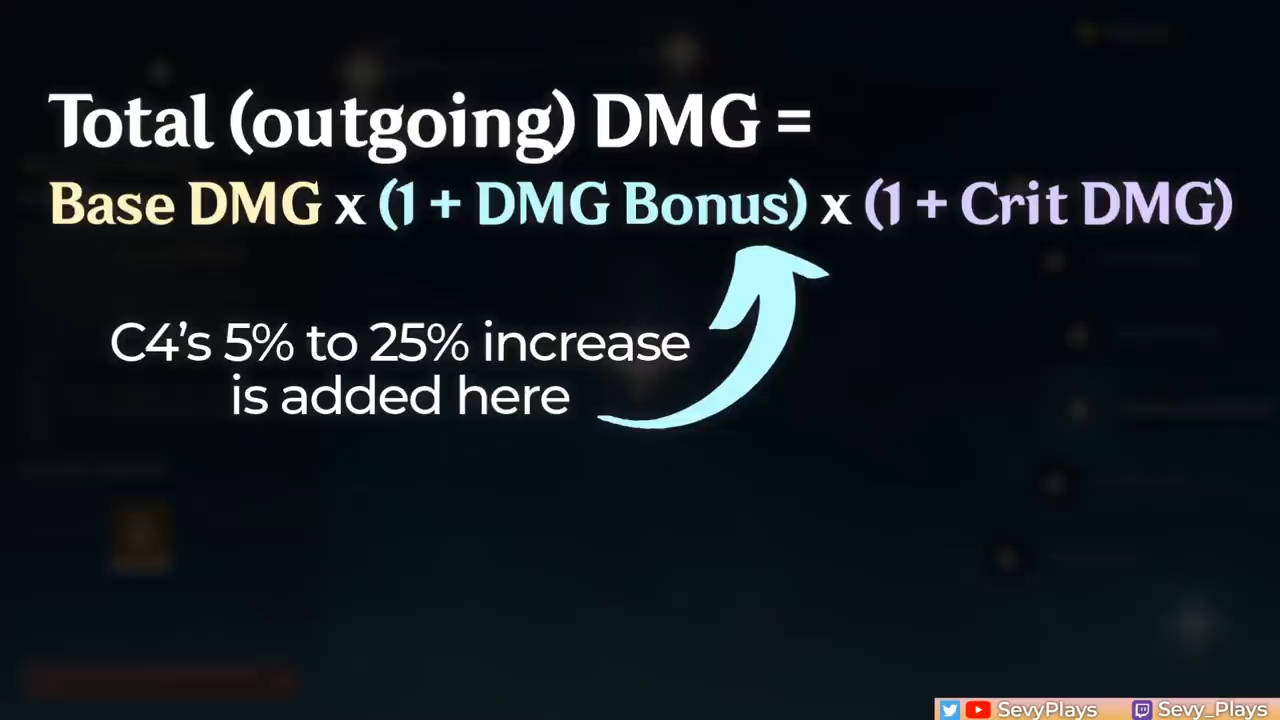 Total (outgoing) DMG =
Base DMG x (1 + DMG Bonus) x (1 + Crit DMG)
C4’s 5% to 25% increase
is added here
SevyPlays Sevy_Plays